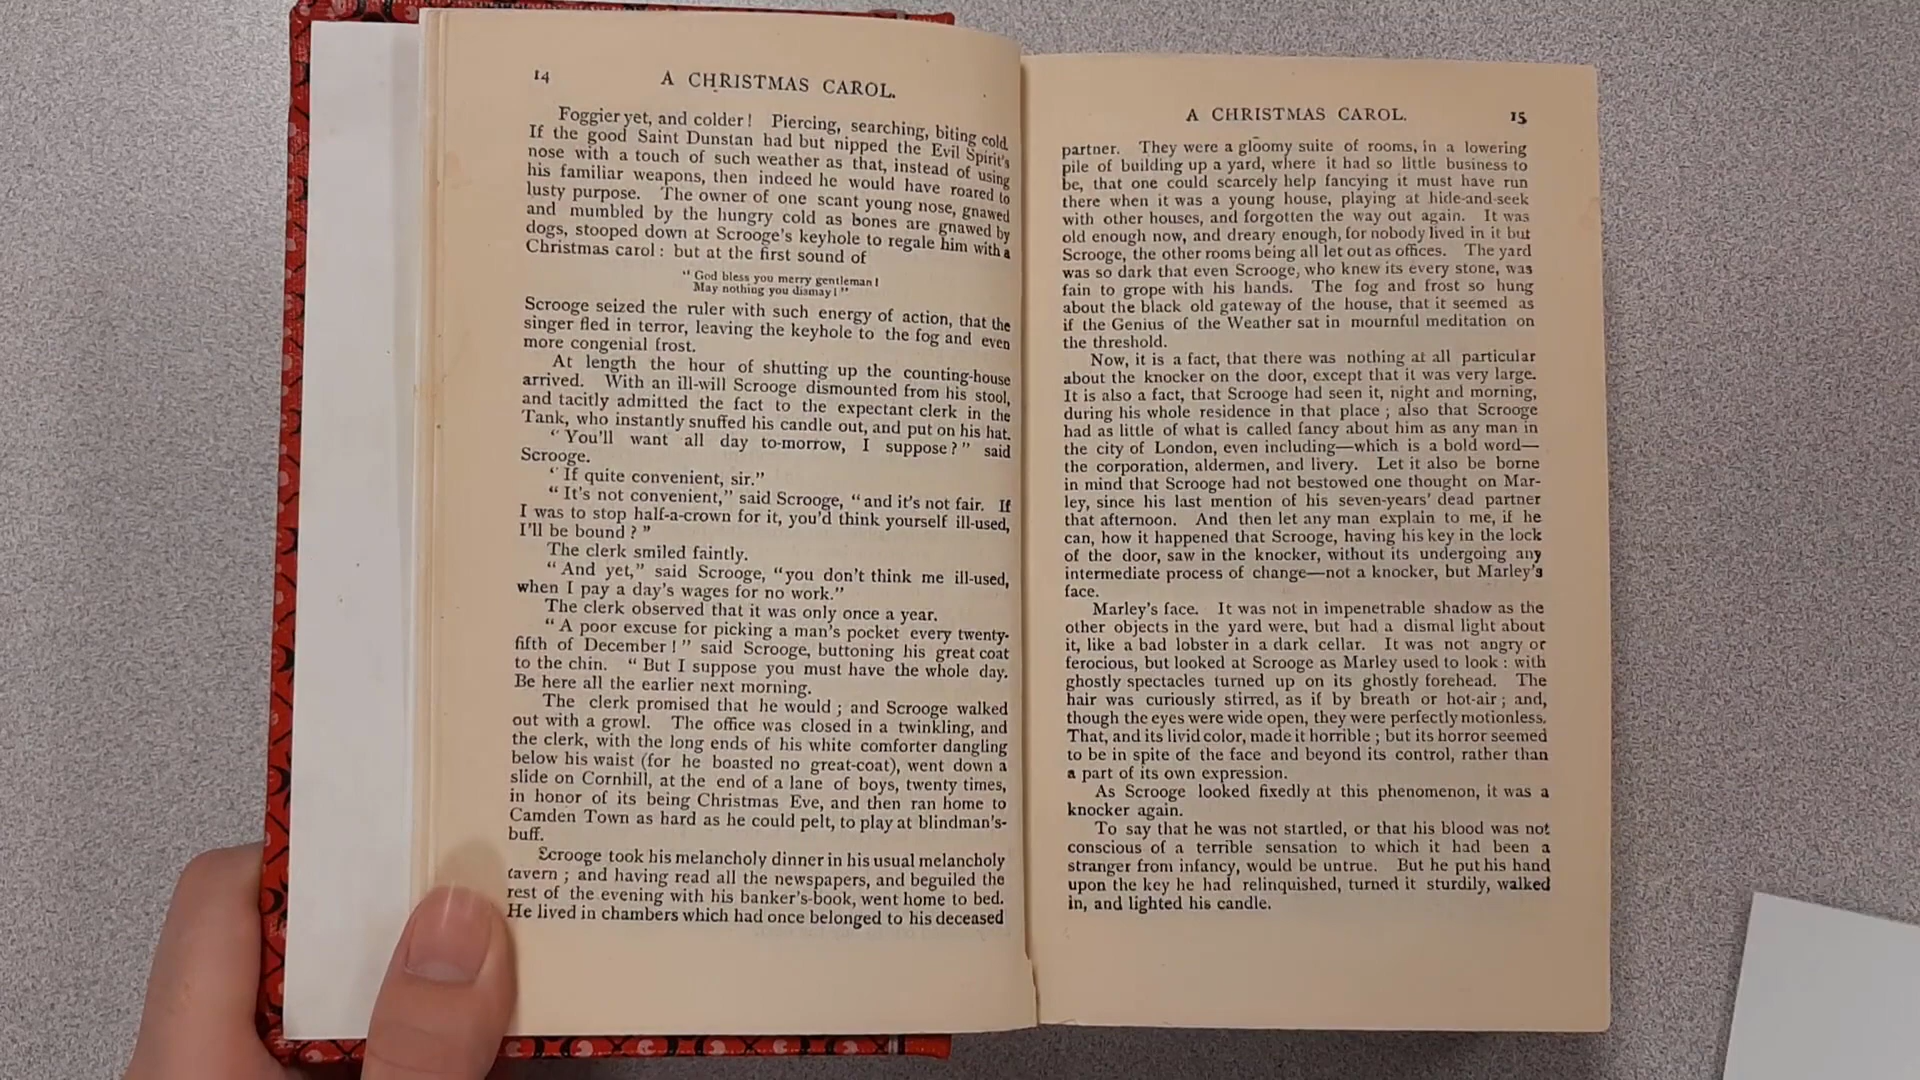 14
A CHRISTMAS CAROL.
Foggier yet, and colder! Piercing, searching, biting cold.
If the good Saint Dunstan had but nipped the Evil Spirit's
nose with a touch of such weather as that, instead of using
his familiar weapons, then indeed he would have roared to
lusty purpose. The owner of one scant young nose, gnawed
and mumbled by the hungry cold as bones are gnawed by
dogs, stooped down at Scrooge's keyhole to regale him with a
Christmas carol: but at the first sound of
"God bless you merry gentleman!
May nothing you dismay!"
Scrooge seized the ruler with such energy of action, that the
singer fled in terror, leaving the keyhole to the fog and even
more congenial frost.
At length the hour of shutting up the counting-house
arrived. With an ill-will Scrooge dismounted from his stool,
and tacitly admitted the fact to the expectant clerk in the
Tank, who instantly snuffed his candle out, and put on his hat.
"You'll want all day to-morrow, I suppose?" said
Scrooge.
"If quite convenient, sir."
"It's not convenient," said Scrooge, "and it's not fair. If
I was to stop half-a-crown for it, you'd think yourself ill-used,
I'll be bound?"
The clerk smiled faintly.
"And yet," said Scrooge, "you don't think me ill-used,
when I pay a day's wages for no work."
The clerk observed that it was only once a year.
"A poor excuse for picking a man's pocket every twenty-
fifth of December!" said Scrooge, buttoning his great coat
to the chin. "But I suppose you must have the whole day.
Be here all the earlier next morning.
The clerk promised that he would; and Scrooge walked
out with a growl. The office was closed in a twinkling, and
the clerk, with the long ends of his white comforter dangling
below his waist (for he boasted no great-coat), went down a
slide on Cornhill, at the end of a lane of boys, twenty times,
in honor of its being Christmas Eve, and then ran home to
Camden Town as hard as he could pelt, to play at blindman's-
buff.
Scrooge took his melancholy dinner in his usual melancholy
tavern; and having read all the newspapers, and beguiled the
rest of the evening with his banker's-book, went home to bed.
He lived in chambers which had once belonged to his deceased
A CHRISTMAS CAROL.
15
partner. They were a gloomy suite of rooms, in a lowering
pile of building up a yard, where it had so little business to
be, that one could scarcely help fancying it must have run
there when it was a young house, playing at hide-and-seek
with other houses, and forgotten the way out again. It was
old enough now, and dreary enough, for nobody lived in it but
Scrooge, the other rooms being all let out as offices. The yard
was so dark that even Scrooge, who knew its every stone, was
fain to grope with his hands. The fog and frost so hung
about the black old gateway of the house, that it seemed as
if the Genius of the Weather sat in mournful meditation on
the threshold.
Now, it is a fact, that there was nothing at all particular
about the knocker on the door, except that it was very large.
It is also a fact, that Scrooge had seen it, night and morning,
during his whole residence in that place; also that Scrooge
had as little of what is called fancy about him as any man in
the city of London, even including—which is a bold word—
the corporation, aldermen, and livery. Let it also be borne
in mind that Scrooge had not bestowed one thought on Mar-
ley, since his last mention of his seven-years' dead partner
that afternoon. And then let any man explain to me, if he
can, how it happened that Scrooge, having his key in the lock
of the door, saw in the knocker, without its undergoing any
intermediate process of change—not a knocker, but Marley's
face.
Marley's face. It was not in impenetrable shadow as the
other objects in the yard were, but had a dismal light about
it, like a bad lobster in a dark cellar. It was not angry or
ferocious, but looked at Scrooge as Marley used to look: with
ghostly spectacles turned up on its ghostly forehead. The
hair was curiously stirred, as if by breath or hot-air; and,
though the eyes were wide open, they were perfectly motionless.
That, and its livid color, made it horrible; but its horror seemed
to be in spite of the face and beyond its control, rather than
a part of its own expression.
As Scrooge looked fixedly at this phenomenon, it was a
knocker again.
To say that he was not startled, or that his blood was not
conscious of a terrible sensation to which it had been a
stranger from infancy, would be untrue. But he put his hand
upon the key he had relinquished, turned it sturdily, walked
in, and lighted his candle.